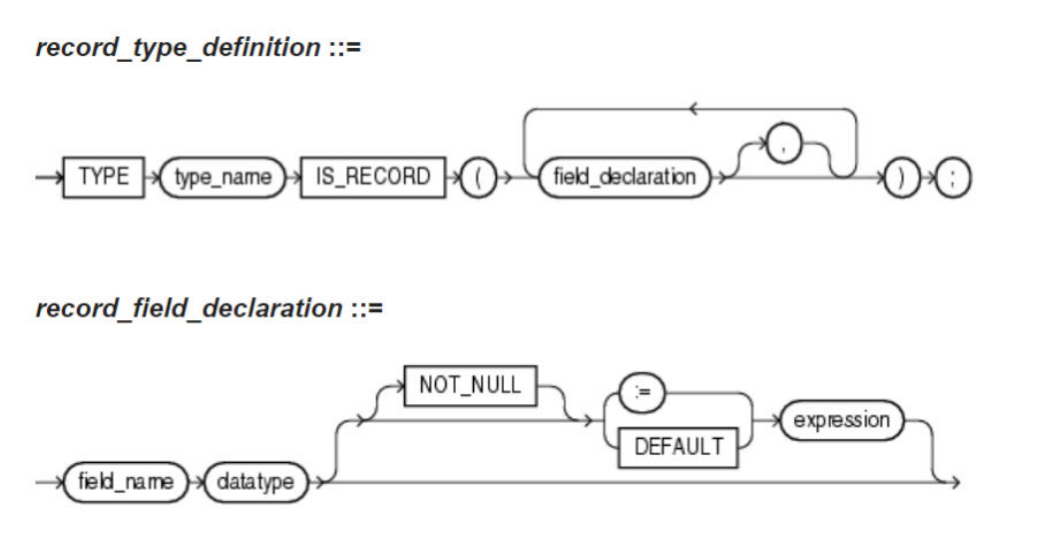 record_type_definition ::=
,
TYPE type_name IS_RECORD ( field_declaration ) ;
record_field_declaration ::=
NOT_NULL :=
DEFAULT expression
field_name datatype